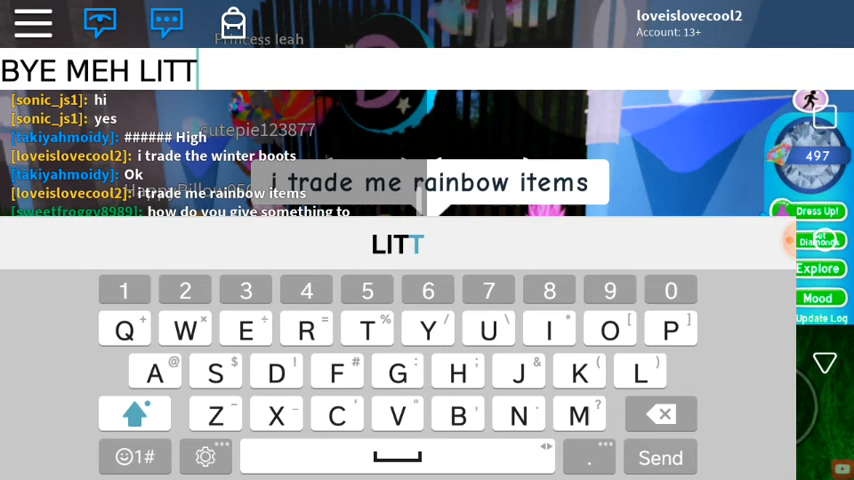 Princess leah
loveislovecool2
Account: 13+
BYE MEH LITT
[sonic_js1]: hi
[sonic_js1]: yes
[takiyahmoidy]: ###### High
cutepie123877
[loveislovecool2]: i trade the winter boots
[takiyahmoidy]: Ok
[loveislovecool2]: i trade me rainbow items
[sweetfroggy8989]: how do you give something to
i trade me rainbow items
497
Dress Up!
Diamonds
Explore
Mood
Update Log
LITT
1 2 3 4 5 6 7 8 9 0
Q + W × E ÷ R = T % Y / U \ I * O [ P ]
A @ S $ D ! F # G : H ; J & K ( L )
Z - X _ C ' V " B , N . M ?
1# . Send